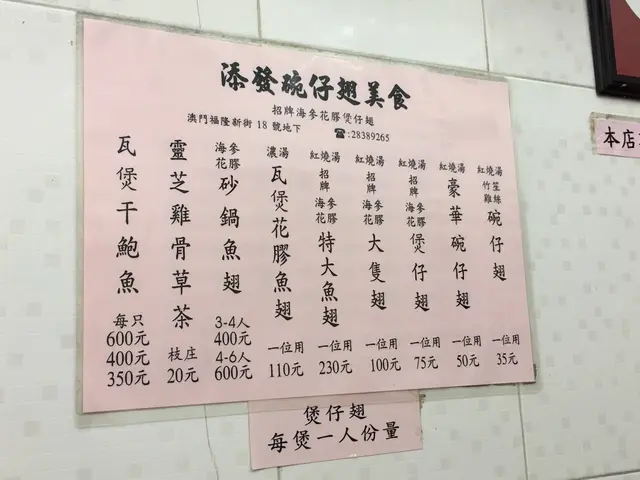 添發碗仔翅美食
招牌海參花膠煲仔翅
澳門福隆新街 18 號地下 ☎:28389265
紅燒湯 竹笙雞絲 碗仔翅 一位用 35元
紅燒湯 豪華碗仔翅 一位用 50元
紅燒湯 招牌 海參花膠 煲仔翅 一位用 75元
紅燒湯 招牌 海參花膠 大隻翅 一位用 100元
紅燒湯 招牌 海參花膠 特大魚翅 一位用 230元
濃湯 瓦煲花膠魚翅 一位用 110元
海參花膠 砂鍋魚翅 3-4人 400元 4-6人 600元
靈芝雞骨草茶 枝庄 20元
瓦煲干鮑魚 每只 600元 400元 350元
煲仔翅
每煲一人份量
本店